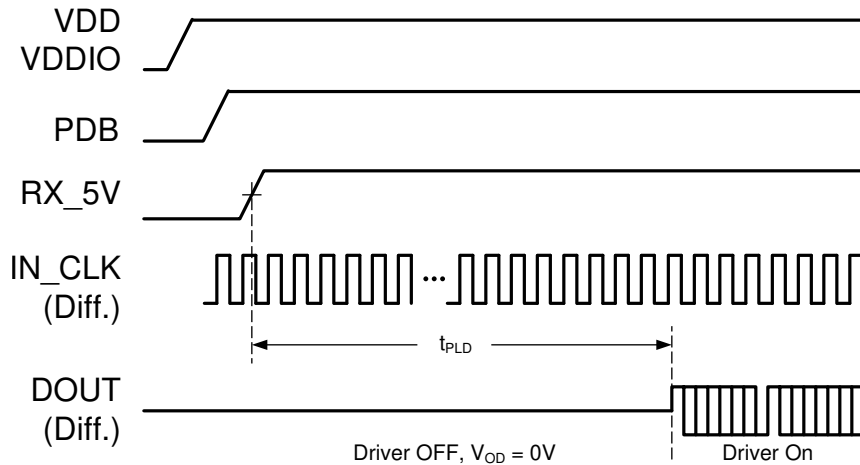 VDD
VDDIO
PDB
RX_5V
IN_CLK
(Diff.)
...
tPLD
DOUT
(Diff.)
Driver OFF, VOD = 0V
Driver On